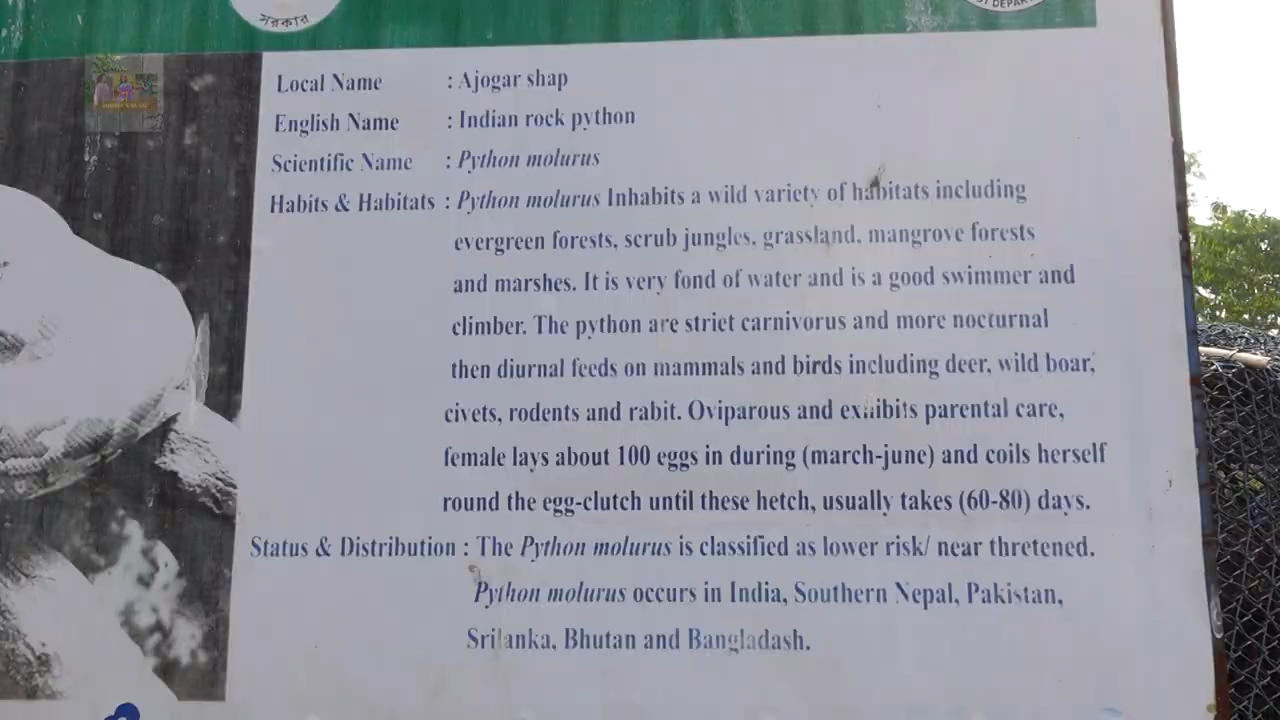 সরকার
ST DEPAR
Local Name : Ajogar shap
English Name : Indian rock python
Scientific Name : Python molurus
Habits & Habitats : Python molurus Inhabits a wild variety of habitats including
evergreen forests, scrub jungles, grassland, mangrove forests
and marshes. It is very fond of water and is a good swimmer and
climber. The python are striet carnivorus and more nocturnal
then diurnal feeds on mammals and birds including deer, wild boar,
civets, rodents and rabit. Oviparous and exhibits parental care,
female lays about 100 eggs in during (march-june) and coils herself
round the egg-clutch until these hetch, usually takes (60-80) days.
Status & Distribution : The Python molurus is classified as lower risk/ near thretened.
Python molurus occurs in India, Southern Nepal, Pakistan,
Srilanka, Bhutan and Bangladash.